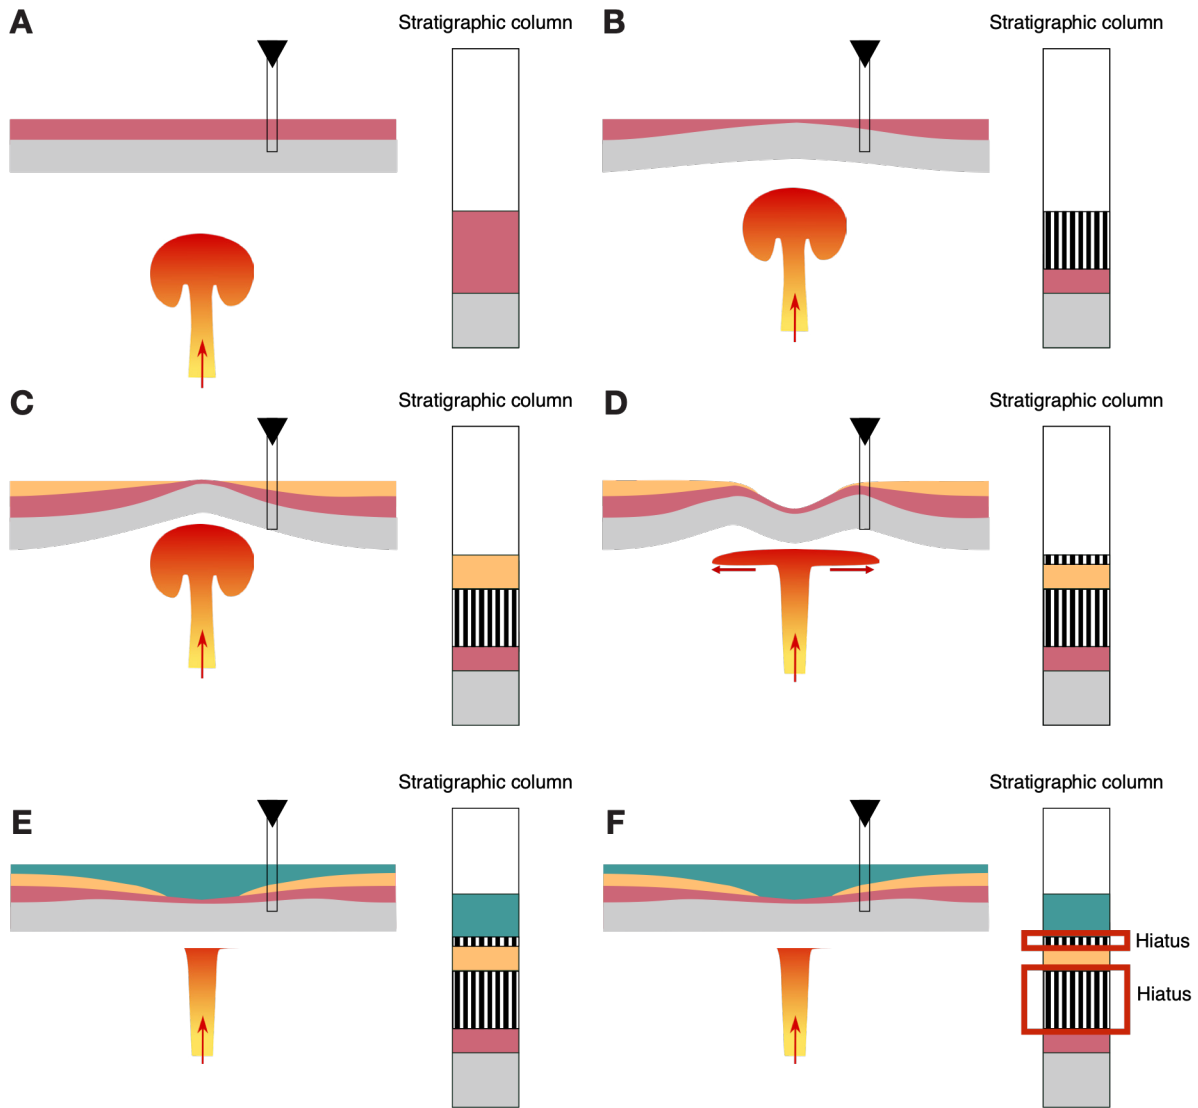 A
Stratigraphic column
B
Stratigraphic column
C
Stratigraphic column
D
Stratigraphic column
E
Stratigraphic column
F
Stratigraphic column
Hiatus
Hiatus